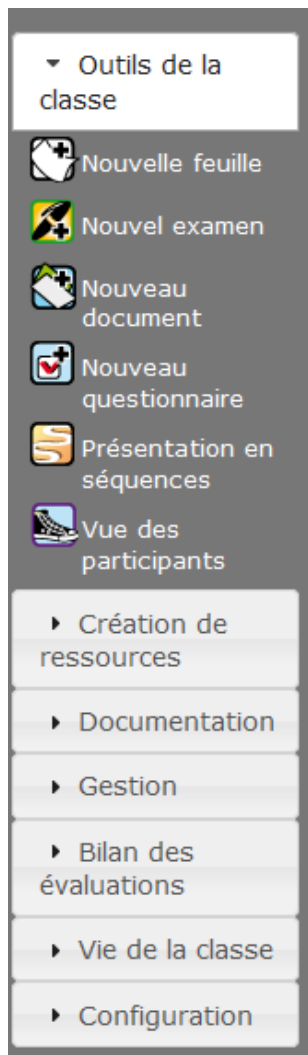 Outils de la
classe
Nouvelle feuille
Nouvel examen
Nouveau
document
Nouveau
questionnaire
Présentation en
séquences
Vue des
participants
Création de
ressources
Documentation
Gestion
Bilan des
évaluations
Vie de la classe
Configuration